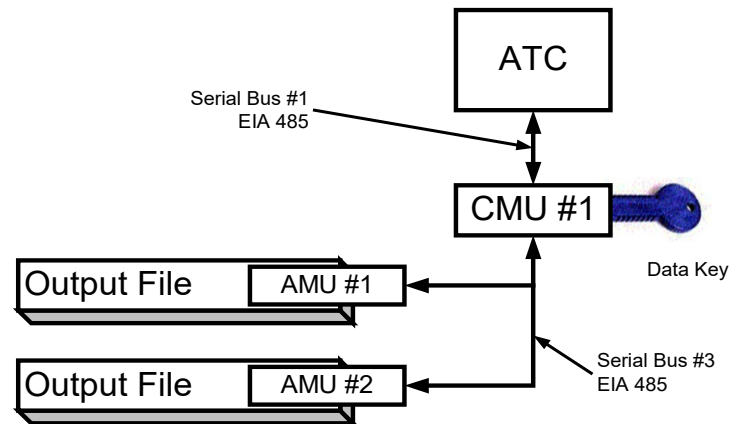 ATC
Serial Bus #1
EIA 485
CMU #1
Data Key
Output File
AMU #1
Output File
AMU #2
Serial Bus #3
EIA 485